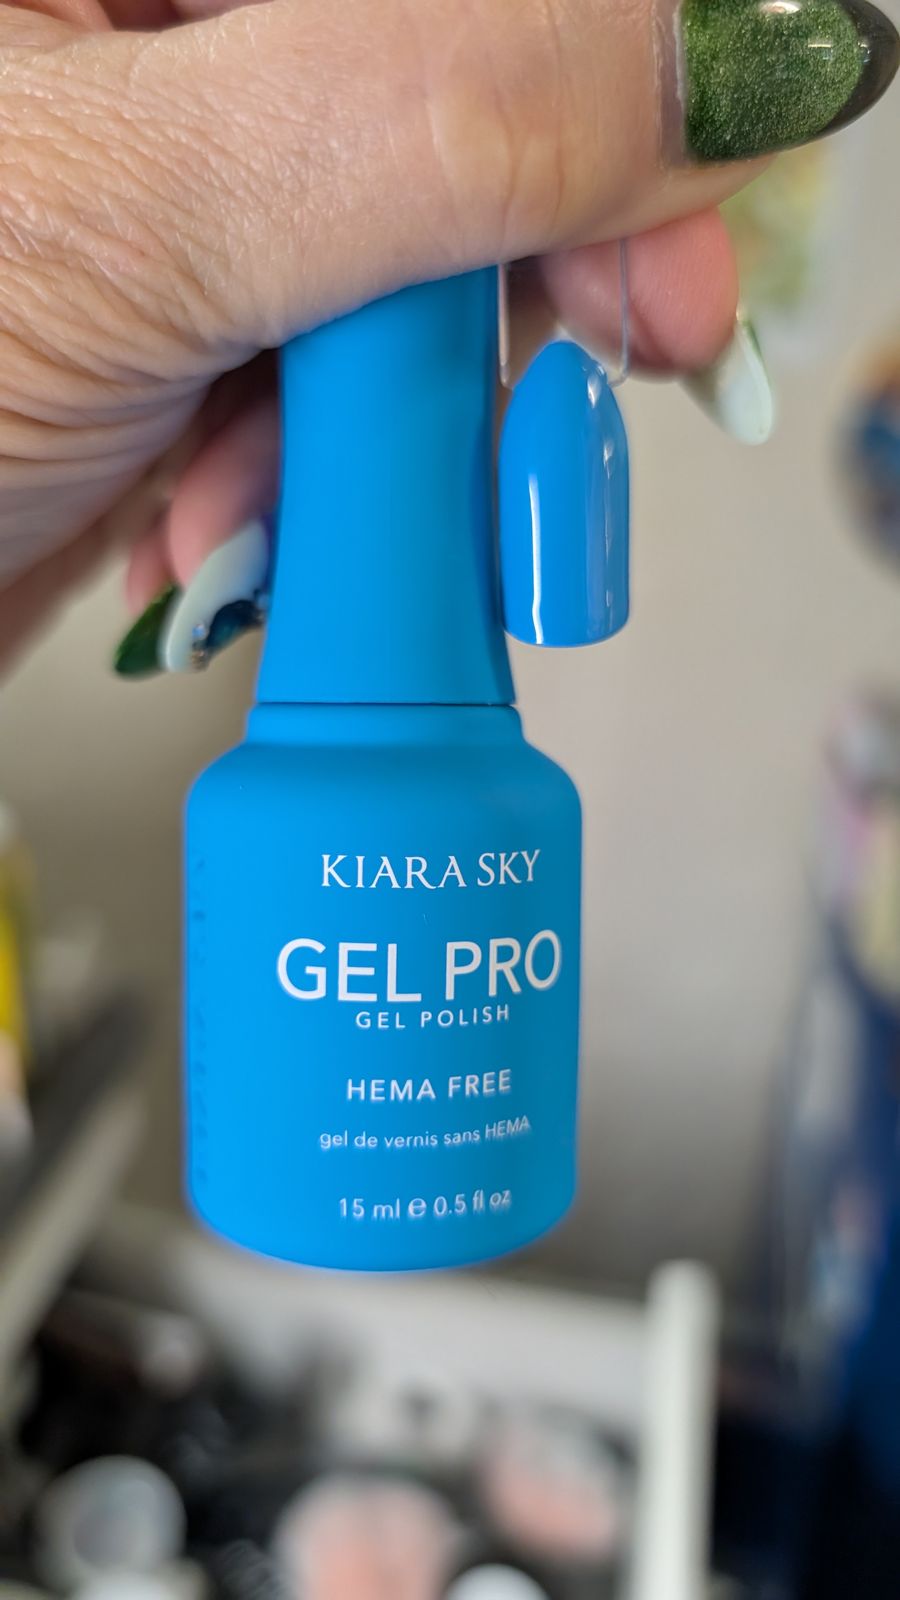 KIARA SKY
GEL PRO
GEL POLISH
HEMA FREE
gel de vernis sans HEMA
15 ml ℮ 0.5 fl oz